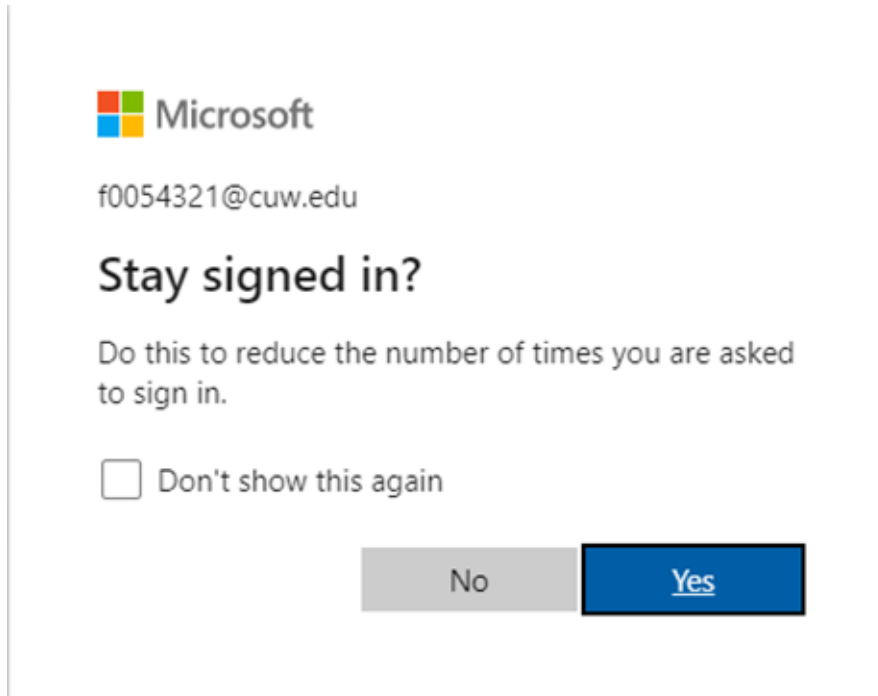 Microsoft
f0054321@cuw.edu
Stay signed in?
Do this to reduce the number of times you are asked
to sign in.
Don't show this again
No
Yes